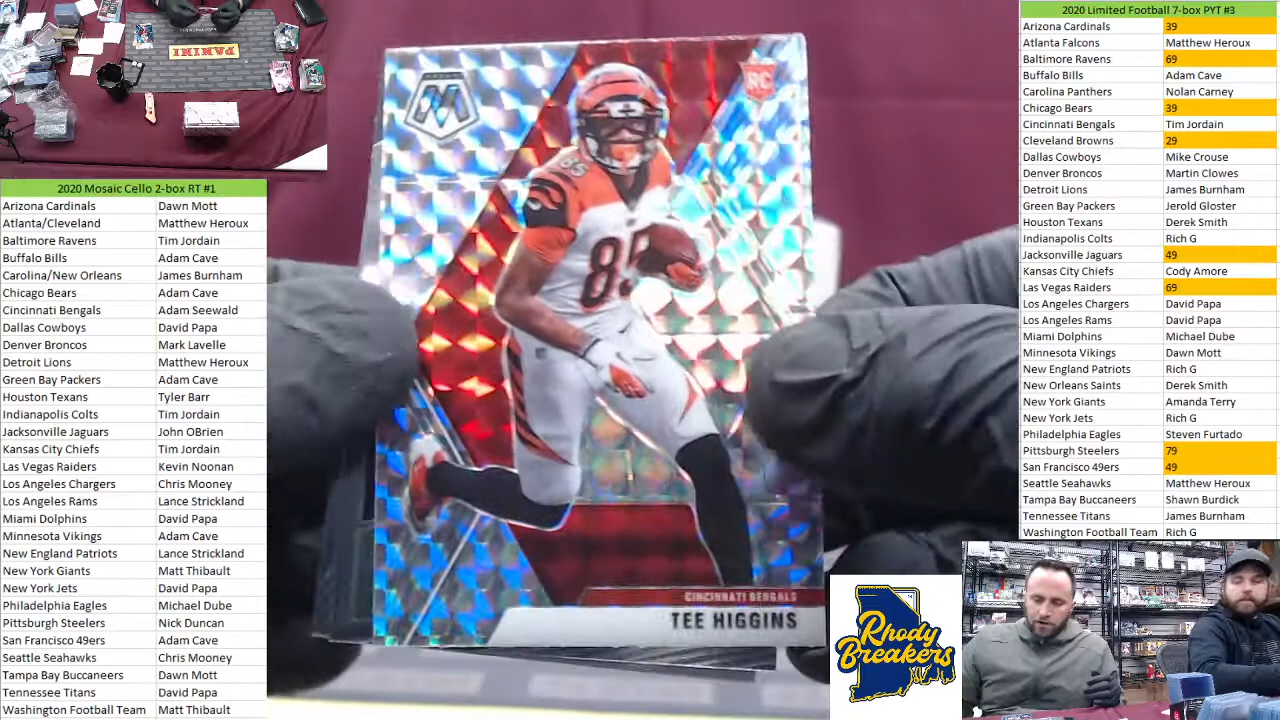 PANINI
2020 Mosaic Cello 2-box RT #1
Arizona Cardinals Dawn Mott
Atlanta/Cleveland Matthew Heroux
Baltimore Ravens Tim Jordain
Buffalo Bills Adam Cave
Carolina/New Orleans James Burnham
Chicago Bears Adam Cave
Cincinnati Bengals Adam Seewald
Dallas Cowboys David Papa
Denver Broncos Mark Lavelle
Detroit Lions Matthew Heroux
Green Bay Packers Adam Cave
Houston Texans Tyler Barr
Indianapolis Colts Tim Jordain
Jacksonville Jaguars John OBrien
Kansas City Chiefs Tim Jordain
Las Vegas Raiders Kevin Noonan
Los Angeles Chargers Chris Mooney
Los Angeles Rams Lance Strickland
Miami Dolphins David Papa
Minnesota Vikings Adam Cave
New England Patriots Lance Strickland
New York Giants Matt Thibault
New York Jets David Papa
Philadelphia Eagles Michael Dube
Pittsburgh Steelers Nick Duncan
San Francisco 49ers Adam Cave
Seattle Seahawks Chris Mooney
Tampa Bay Buccaneers Dawn Mott
Tennessee Titans David Papa
Washington Football Team Matt Thibault
M
RC
85
85
CINCINNATI BENGALS
TEE HIGGINS
2020 Limited Football 7-box PYT #3
Arizona Cardinals 39
Atlanta Falcons Matthew Heroux
Baltimore Ravens 69
Buffalo Bills Adam Cave
Carolina Panthers Nolan Carney
Chicago Bears 39
Cincinnati Bengals Tim Jordain
Cleveland Browns 29
Dallas Cowboys Mike Crouse
Denver Broncos Martin Clowes
Detroit Lions James Burnham
Green Bay Packers Jerold Gloster
Houston Texans Derek Smith
Indianapolis Colts Rich G
Jacksonville Jaguars 49
Kansas City Chiefs Cody Amore
Las Vegas Raiders 69
Los Angeles Chargers David Papa
Los Angeles Rams David Papa
Miami Dolphins Michael Dube
Minnesota Vikings Dawn Mott
New England Patriots Rich G
New Orleans Saints Derek Smith
New York Giants Amanda Terry
New York Jets Rich G
Philadelphia Eagles Steven Furtado
Pittsburgh Steelers 79
San Francisco 49ers 49
Seattle Seahawks Matthew Heroux
Tampa Bay Buccaneers Shawn Burdick
Tennessee Titans James Burnham
Washington Football Team Rich G
Rhody
Breakers